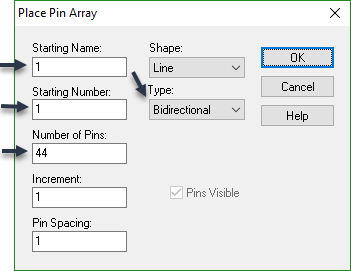 Place Pin Array
Starting Name:
1
Shape:
Line
OK
Starting Number:
1
Type:
Bidirectional
Cancel
Help
Number of Pins:
44
Increment:
1
Pins Visible
Pin Spacing:
1